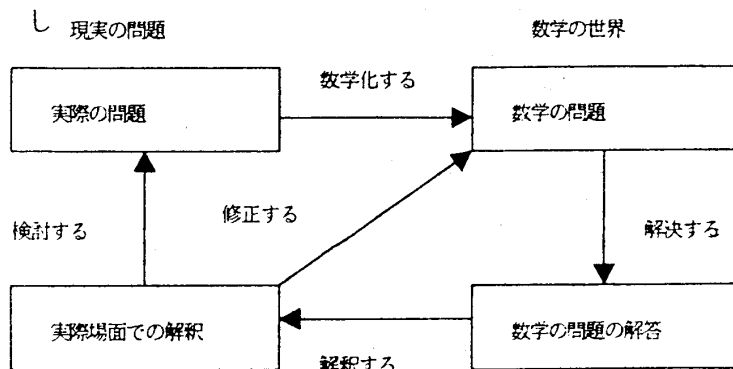 し 現実の問題 数学の世界
数学化する
実際の問題 数学の問題
検討する 修正する 解決する
実際場面での解釈 数学の問題の解答
解釈する